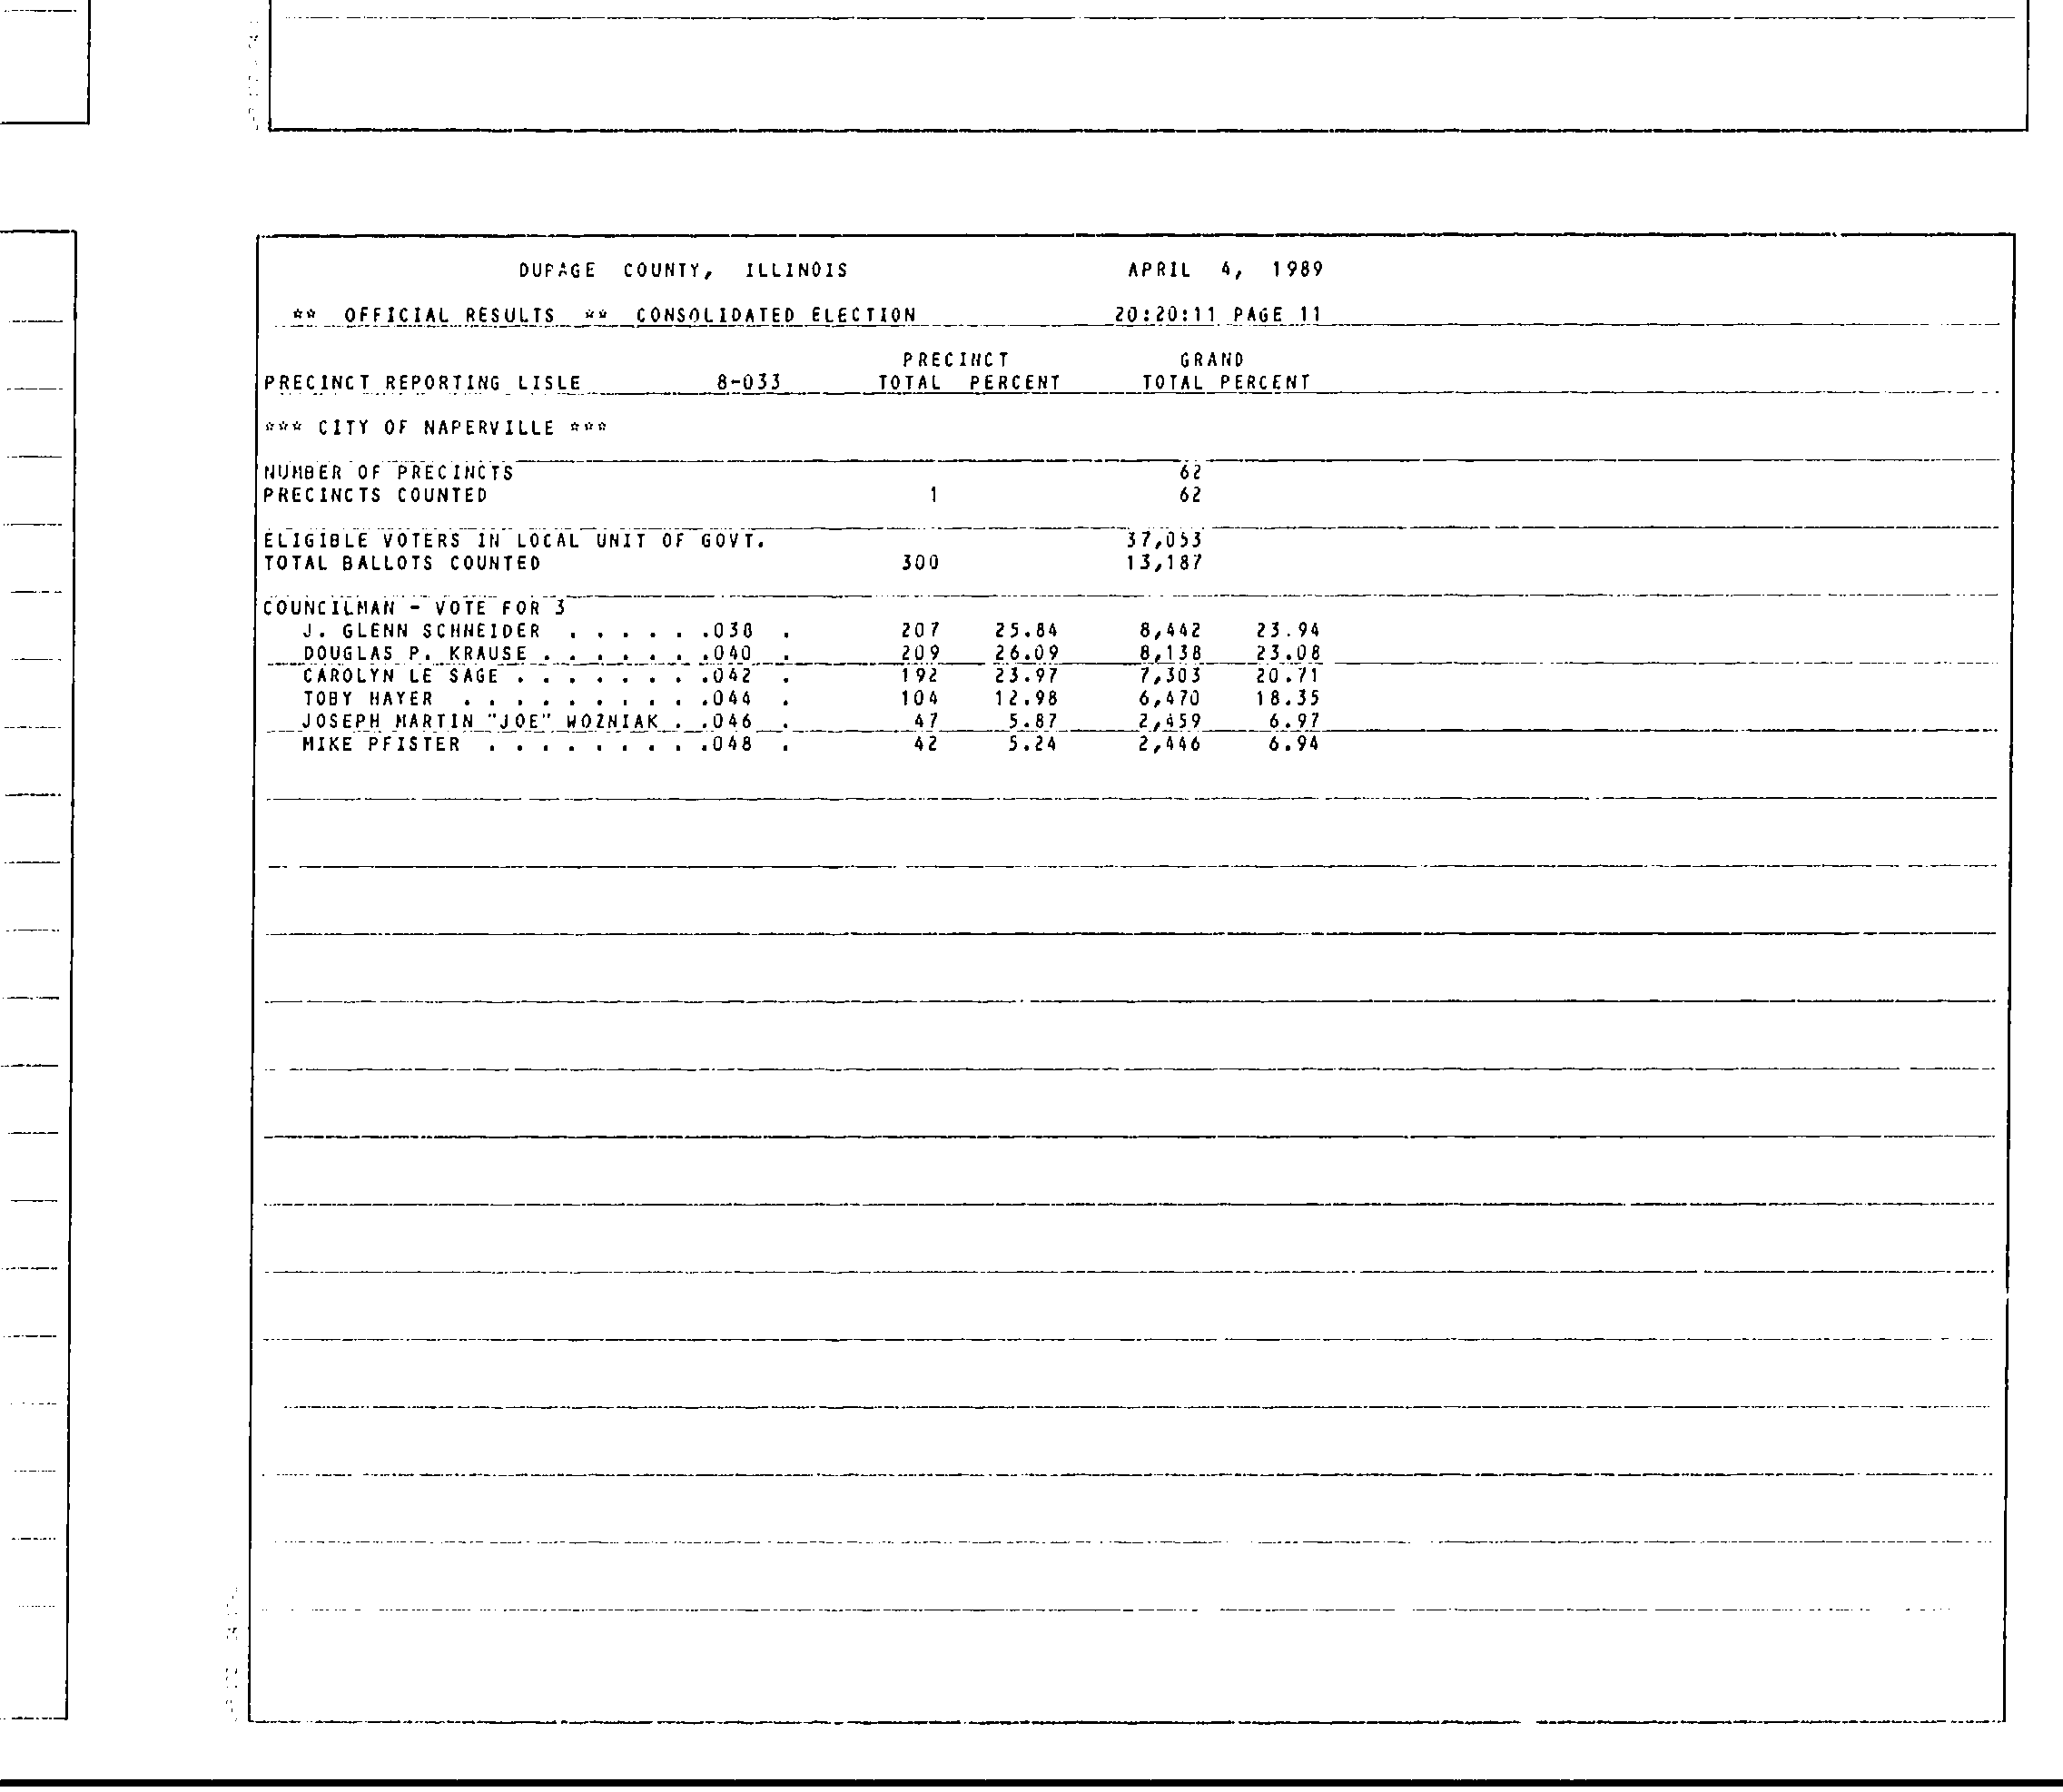 DUPAGE COUNTY, ILLINOIS APRIL 4, 1989
** OFFICIAL RESULTS ** CONSOLIDATED ELECTION 20:20:11 PAGE 11
PRECINCT GRAND
PRECINCT REPORTING LISLE 8-033 TOTAL PERCENT TOTAL PERCENT
*** CITY OF NAPERVILLE ***
NUMBER OF PRECINCTS 62
PRECINCTS COUNTED 1 62
ELIGIBLE VOTERS IN LOCAL UNIT OF GOVT. 37,053
TOTAL BALLOTS COUNTED 300 13,187
COUNCILMAN - VOTE FOR 3
J. GLENN SCHNEIDER . . . . . .038 . 207 25.84 8,442 23.94
DOUGLAS P. KRAUSE . . . . . . .040 . 209 26.09 8,138 23.08
CAROLYN LE SAGE . . . . . . . .042 . 192 23.97 7,303 20.71
TOBY HAYER . . . . . . . . . .044 . 104 12.98 6,470 18.35
JOSEPH MARTIN "JOE" WOZNIAK . .046 . 47 5.87 2,459 6.97
MIKE PFISTER . . . . . . . . .048 . 42 5.24 2,446 6.94